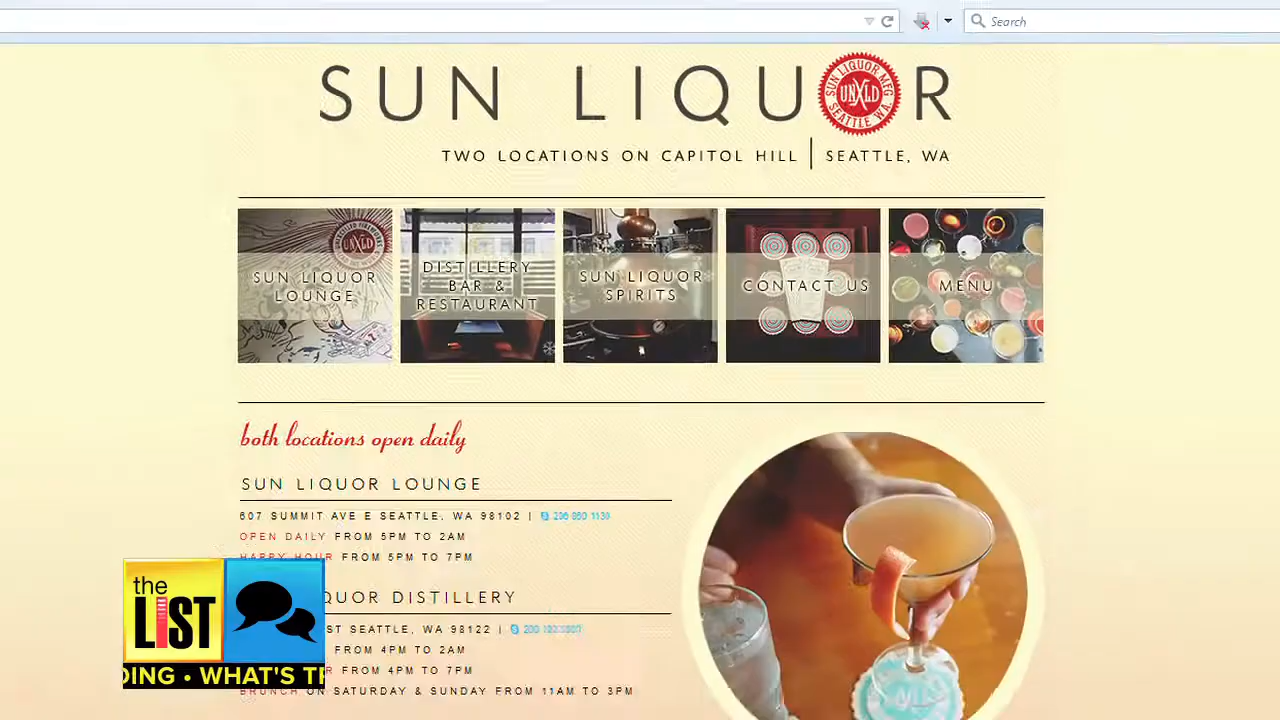 Search
SUN LIQUOR
SUN LIQUOR MFG
UNXLD
SEATTLE WA.
TWO LOCATIONS ON CAPITOL HILL | SEATTLE, WA
SUN LIQUOR
LOUNGE
DISTILLERY
BAR &
RESTAURANT
SUN LIQUOR
SPIRITS
CONTACT US
MENU
both locations open daily
SUN LIQUOR LOUNGE
607 SUMMIT AVE E SEATTLE, WA 98102 |
OPEN DAILY FROM 5PM TO 2AM
HAPPY HOUR FROM 5PM TO 7PM
QUOR DISTILLERY
ST SEATTLE, WA 98122 |
FROM 4PM TO 2AM
R FROM 4PM TO 7PM
BRUNCH ON SATURDAY & SUNDAY FROM 11AM TO 3PM
the
LIST
DING • WHAT'S TR